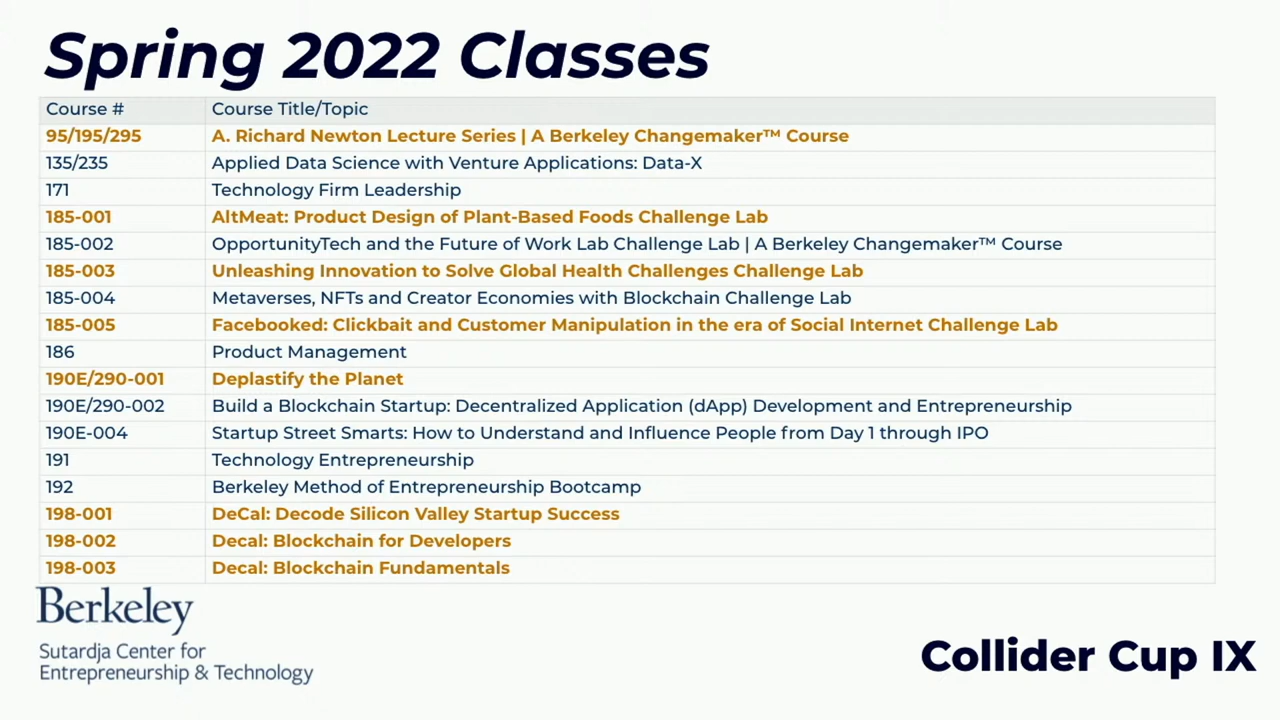 Spring 2022 Classes
Course # Course Title/Topic
95/195/295 A. Richard Newton Lecture Series | A Berkeley Changemaker™ Course
135/235 Applied Data Science with Venture Applications: Data-X
171 Technology Firm Leadership
185-001 AltMeat: Product Design of Plant-Based Foods Challenge Lab
185-002 OpportunityTech and the Future of Work Lab Challenge Lab | A Berkeley Changemaker™ Course
185-003 Unleashing Innovation to Solve Global Health Challenges Challenge Lab
185-004 Metaverses, NFTs and Creator Economies with Blockchain Challenge Lab
185-005 Facebooked: Clickbait and Customer Manipulation in the era of Social Internet Challenge Lab
186 Product Management
190E/290-001 Deplastify the Planet
190E/290-002 Build a Blockchain Startup: Decentralized Application (dApp) Development and Entrepreneurship
190E-004 Startup Street Smarts: How to Understand and Influence People from Day 1 through IPO
191 Technology Entrepreneurship
192 Berkeley Method of Entrepreneurship Bootcamp
198-001 DeCal: Decode Silicon Valley Startup Success
198-002 Decal: Blockchain for Developers
198-003 Decal: Blockchain Fundamentals
Berkeley
Sutardja Center for
Entrepreneurship & Technology
Collider Cup IX